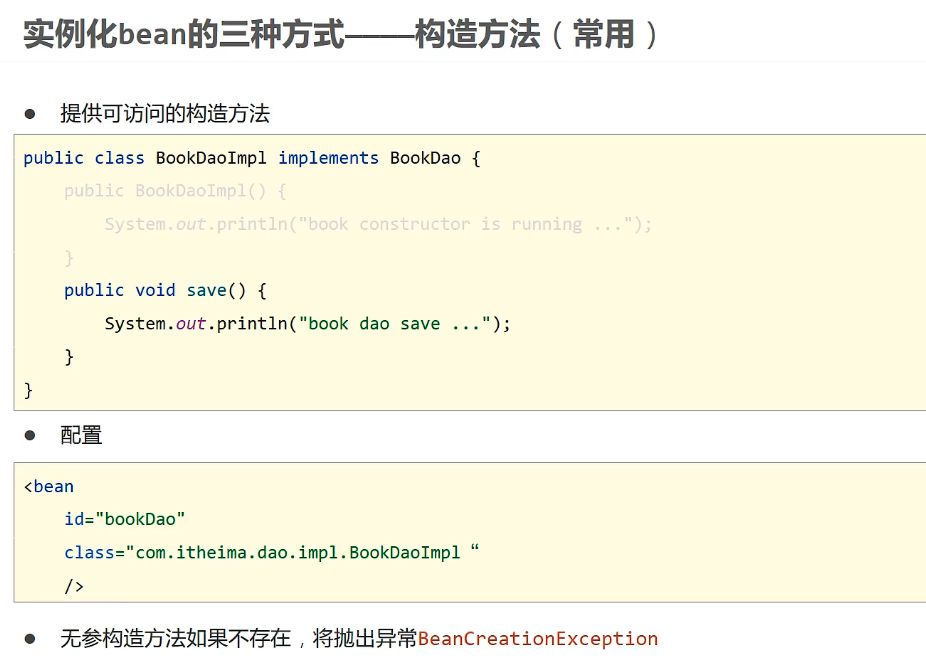 实例化bean的三种方式————构造方法（常用）
● 提供可访问的构造方法
public class BookDaoImpl implements BookDao {
    public BookDaoImpl() {
        System.out.println("book constructor is running ...");
    }
    public void save() {
        System.out.println("book dao save ...");
    }
}
● 配置
<bean
    id="bookDao"
    class="com.itheima.dao.impl.BookDaoImpl “
    />
● 无参构造方法如果不存在，将抛出异常BeanCreationException